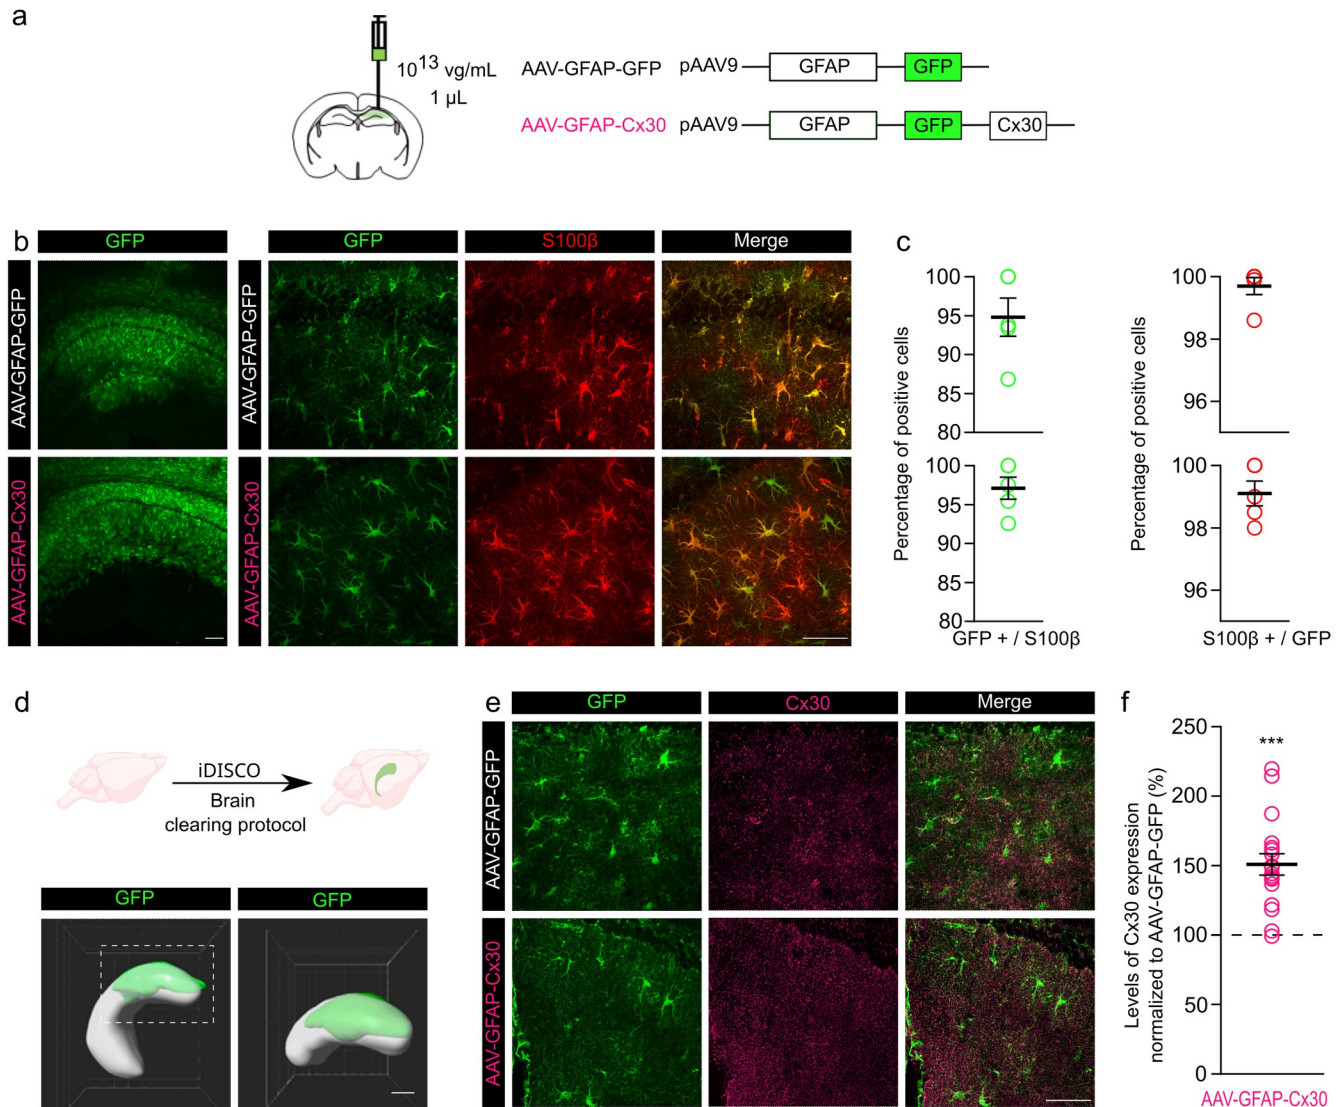 a
10^13 vg/mL
1 µL
AAV-GFAP-GFP pAAV9 GFAP GFP
AAV-GFAP-Cx30 pAAV9 GFAP GFP Cx30
b
GFP
GFP
S100β
Merge
AAV-GFAP-GFP
AAV-GFAP-GFP
AAV-GFAP-Cx30
AAV-GFAP-Cx30
c
Percentage of positive cells
100
95
90
85
80
100
95
90
85
80
GFP + / S100β
Percentage of positive cells
100
98
96
100
98
96
S100β + / GFP
d
iDISCO
Brain
clearing protocol
GFP
GFP
e
GFP
Cx30
Merge
AAV-GFAP-GFP
AAV-GFAP-Cx30
f
Levels of Cx30 expression
normalized to AAV-GFAP-GFP (%)
250
200
150
100
50
0
***
AAV-GFAP-Cx30